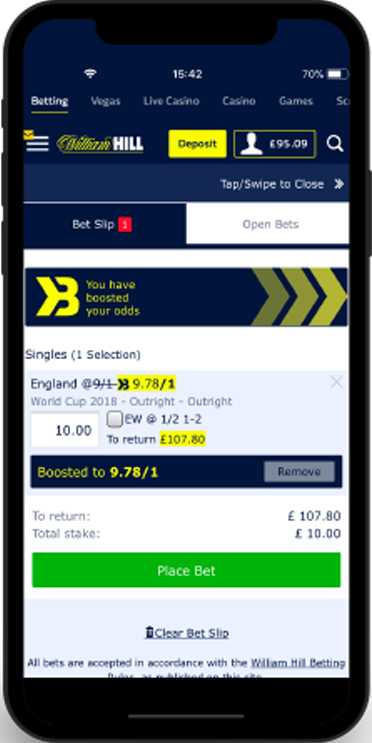 15:42
70%
Betting Vegas Live Casino Casino Games Sc
William HILL Deposit £95.09
Tap/Swipe to Close »
Bet Slip 1 Open Bets
You have
boosted
your odds
Singles (1 Selection)
England @9/1 9.78/1
World Cup 2018 - Outright - Outright
10.00 EW @ 1/2 1-2
To return £107.80
Boosted to 9.78/1 Remove
To return: £ 107.80
Total stake: £ 10.00
Place Bet
Clear Bet Slip
All bets are accepted in accordance with the William Hill Betting
Rules, as published on this site.